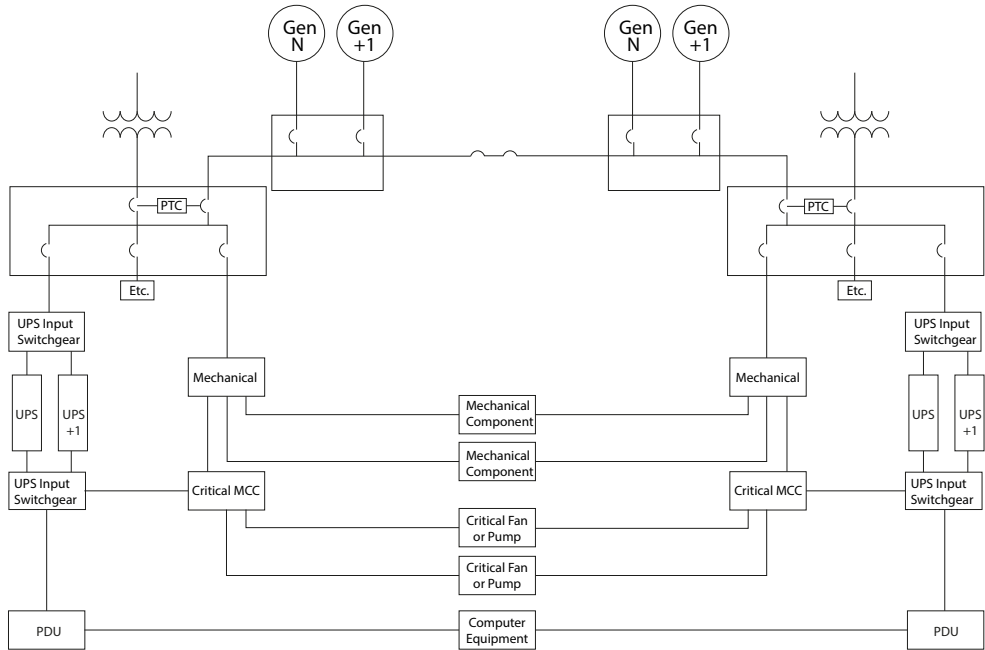 Gen
N
Gen
+1
Gen
N
Gen
+1
PTC
PTC
Etc.
Etc.
UPS Input
Switchgear
UPS Input
Switchgear
Mechanical
Mechanical
UPS
UPS
+1
Mechanical
Component
UPS
UPS
+1
Mechanical
Component
UPS Input
Switchgear
Critical MCC
Critical MCC
UPS Input
Switchgear
Critical Fan
or Pump
Critical Fan
or Pump
PDU
Computer
Equipment
PDU